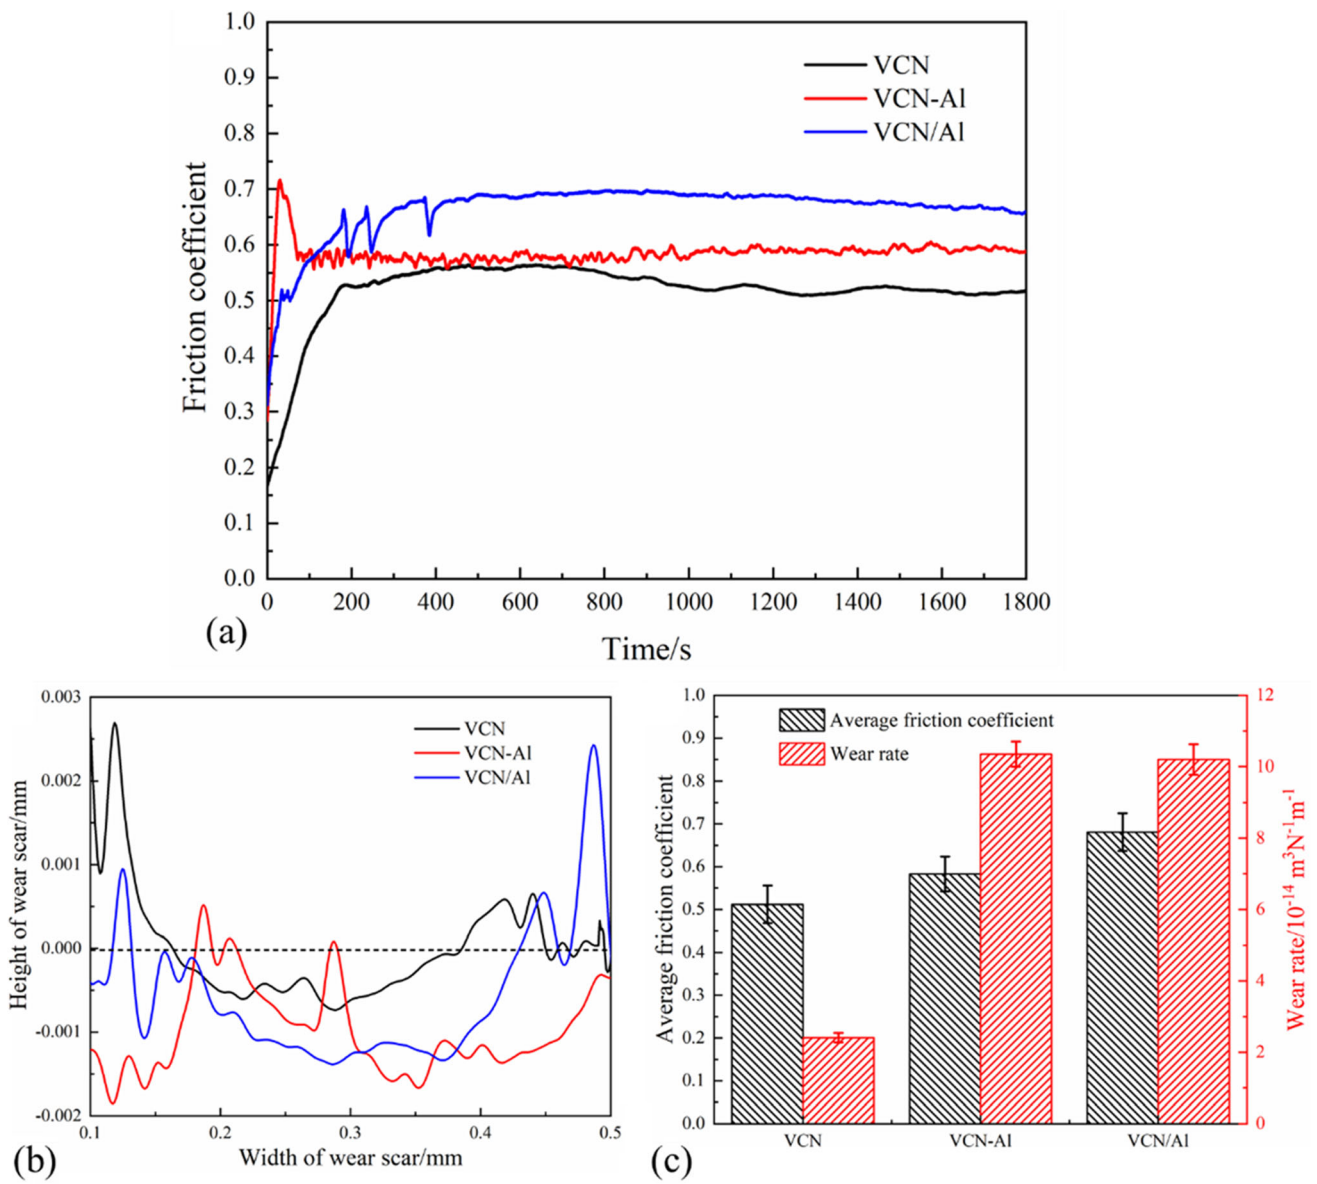 1.0
0.9
0.8
0.7
0.6
0.5
0.4
0.3
0.2
0.1
0.0
Friction coefficient
VCN
VCN-Al
VCN/Al
0 200 400 600 800 1000 1200 1400 1600 1800
Time/s
(a)
0.003
0.002
0.001
0.000
-0.001
-0.002
Height of wear scar/mm
VCN
VCN-Al
VCN/Al
0.1 0.2 0.3 0.4 0.5
Width of wear scar/mm
(b)
1.0
0.9
0.8
0.7
0.6
0.5
0.4
0.3
0.2
0.1
0.0
Average friction coefficient
Average friction coefficient
Wear rate
12
10
8
6
4
2
0
Wear rate/10⁻¹⁴ m³N⁻¹m⁻¹
VCN VCN-Al VCN/Al
(c)